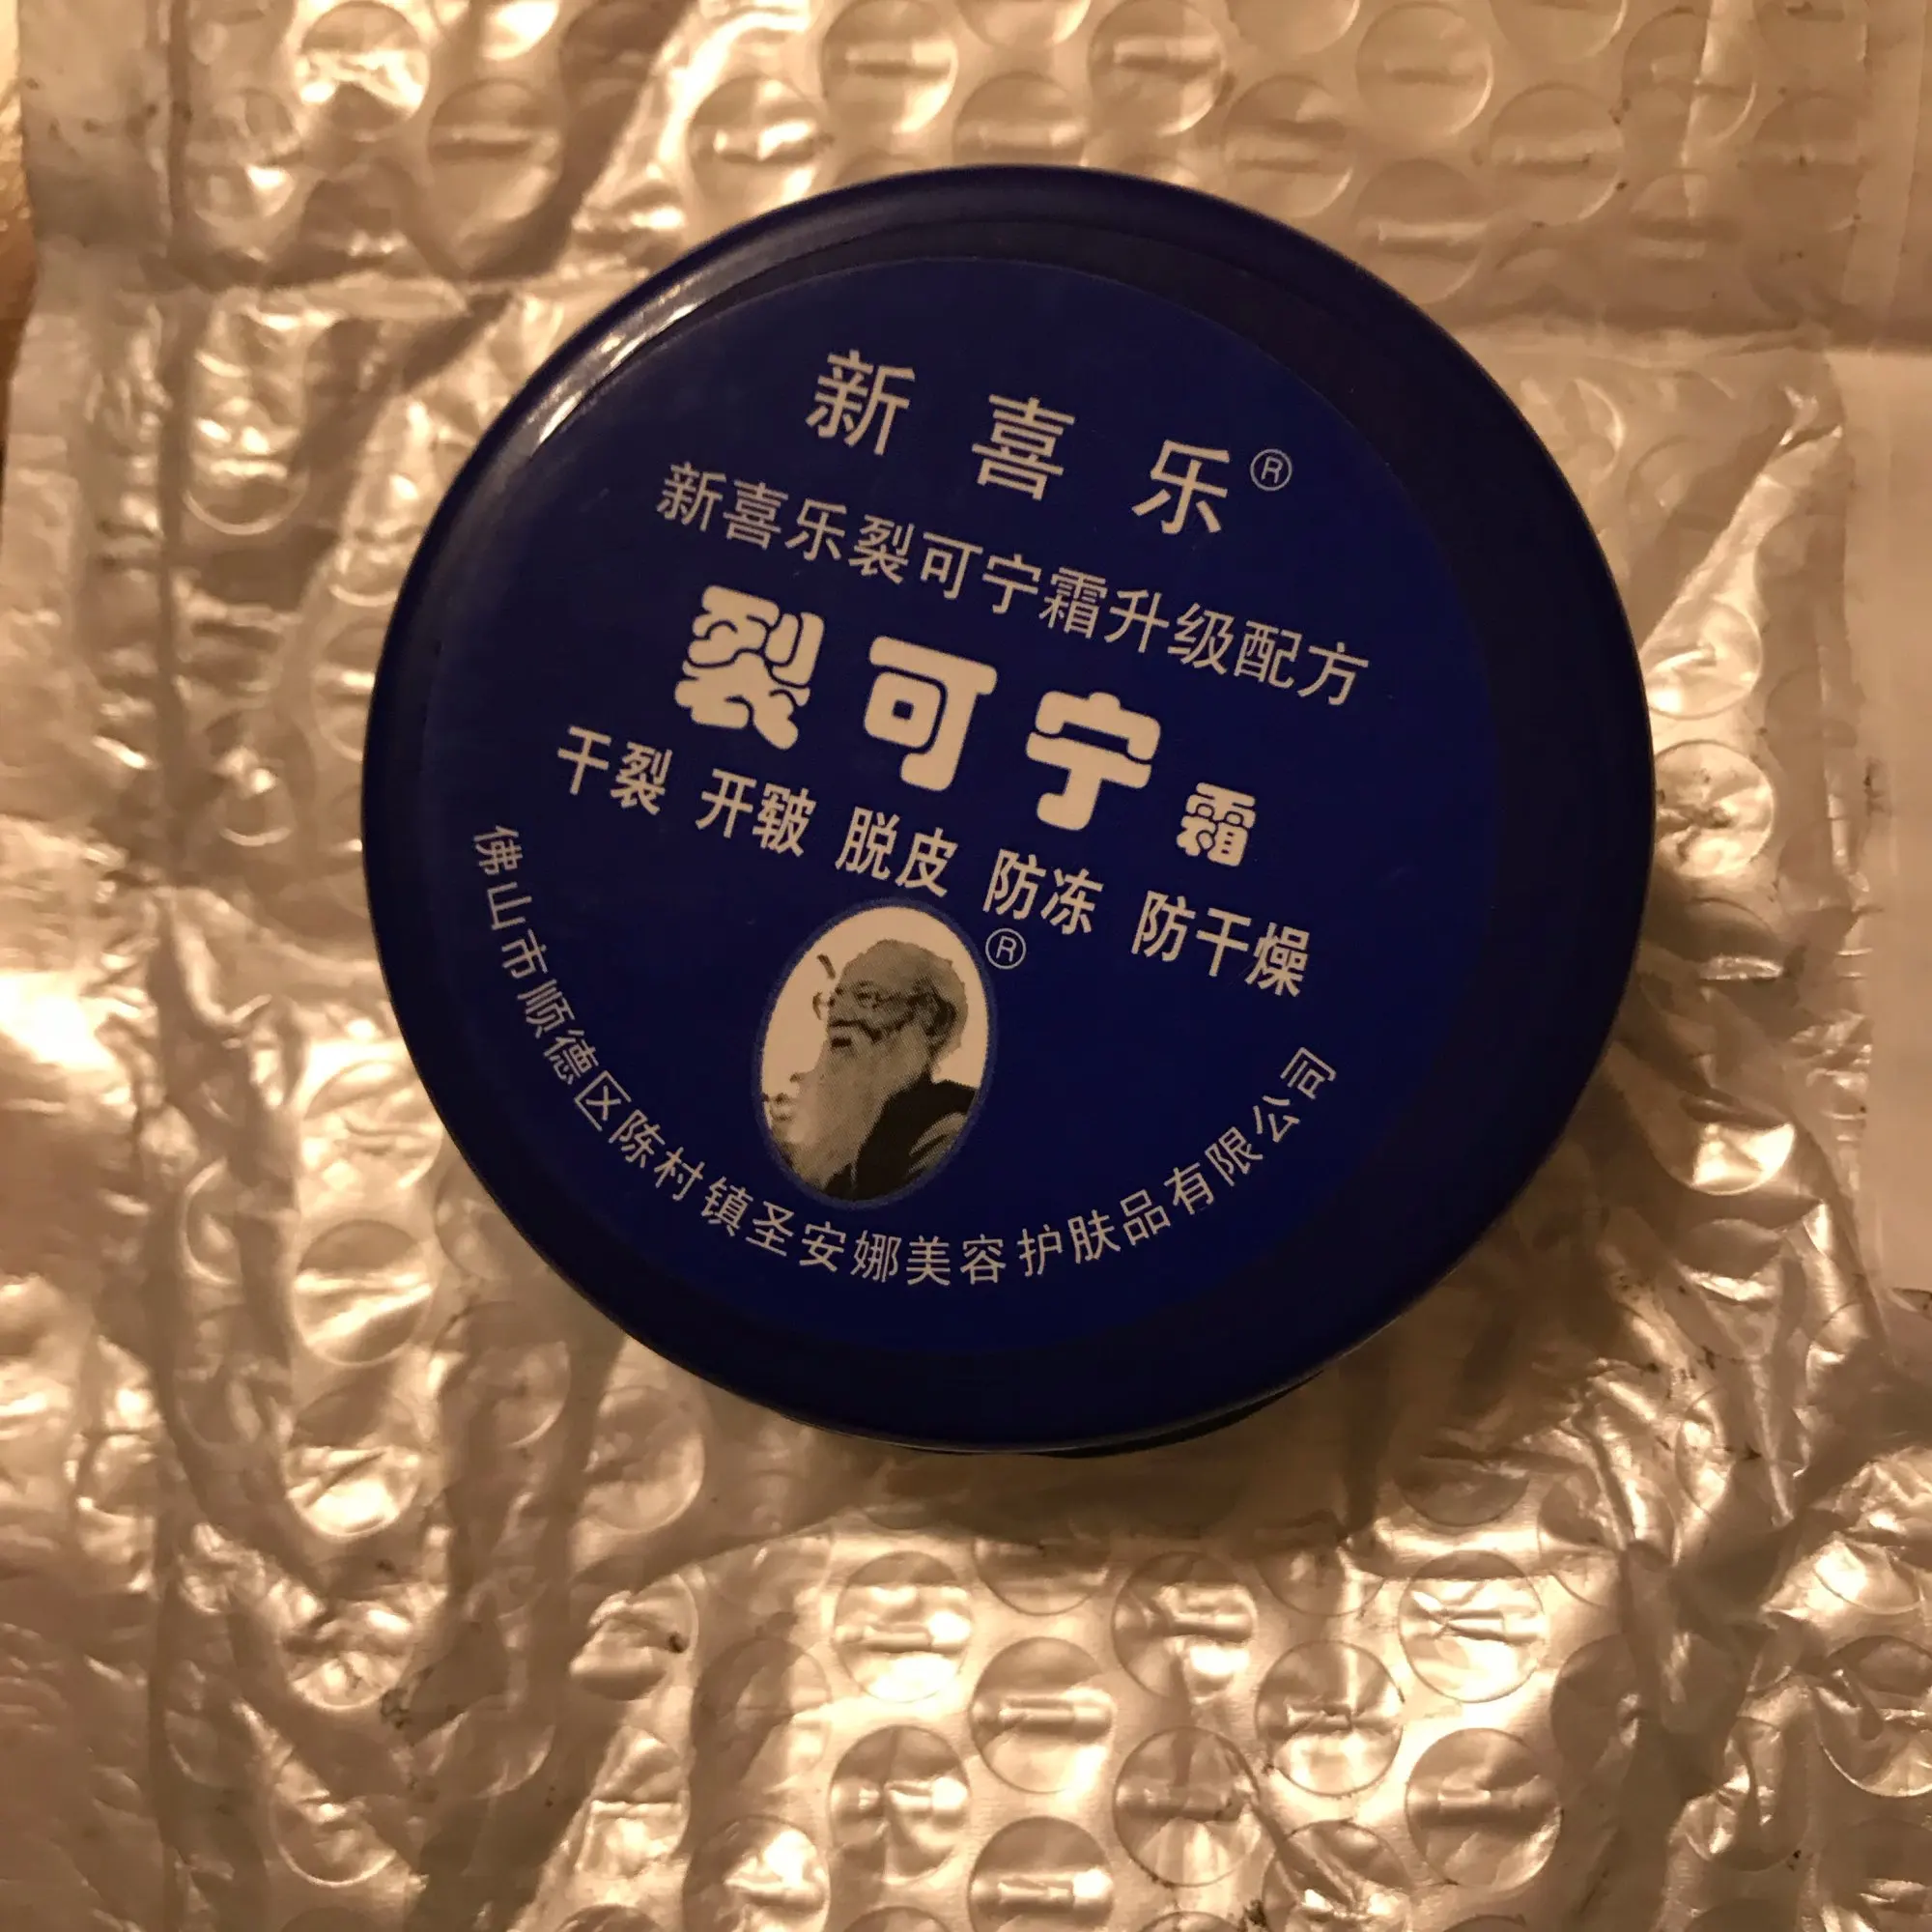 新喜乐®
新喜乐裂可宁霜升级配方
裂可宁霜
干裂 开皲 脱皮 防冻 防干燥
®
佛山市顺德区陈村镇圣安娜美容护肤品有限公司